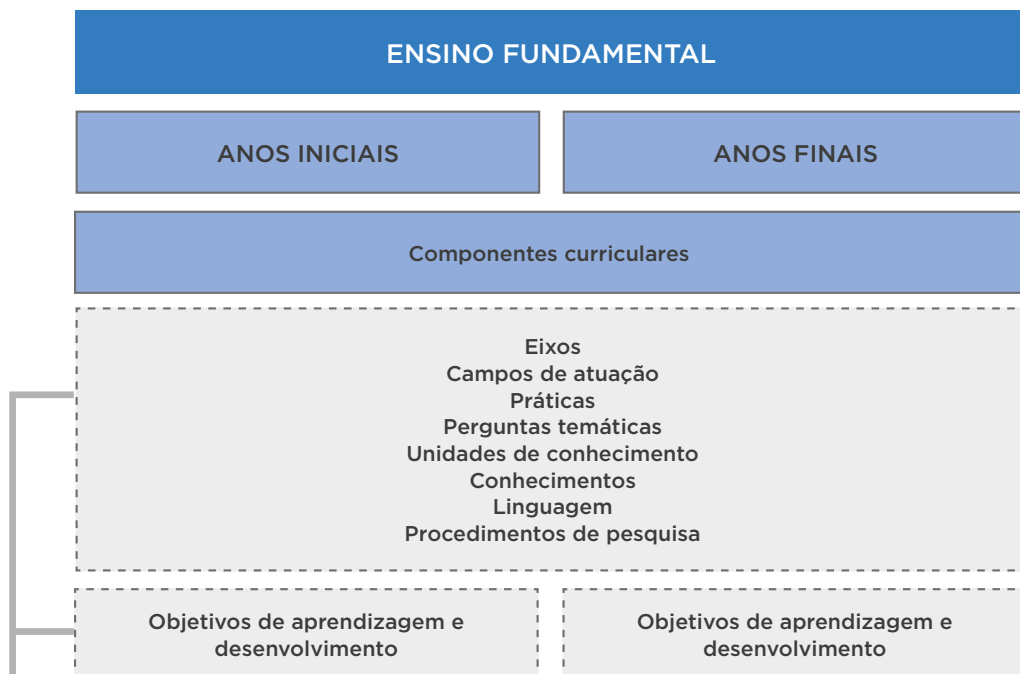 ENSINO FUNDAMENTAL
ANOS INICIAIS
ANOS FINAIS
Componentes curriculares
Eixos
Campos de atuação
Práticas
Perguntas temáticas
Unidades de conhecimento
Conhecimentos
Linguagem
Procedimentos de pesquisa
Objetivos de aprendizagem e
desenvolvimento
Objetivos de aprendizagem e
desenvolvimento